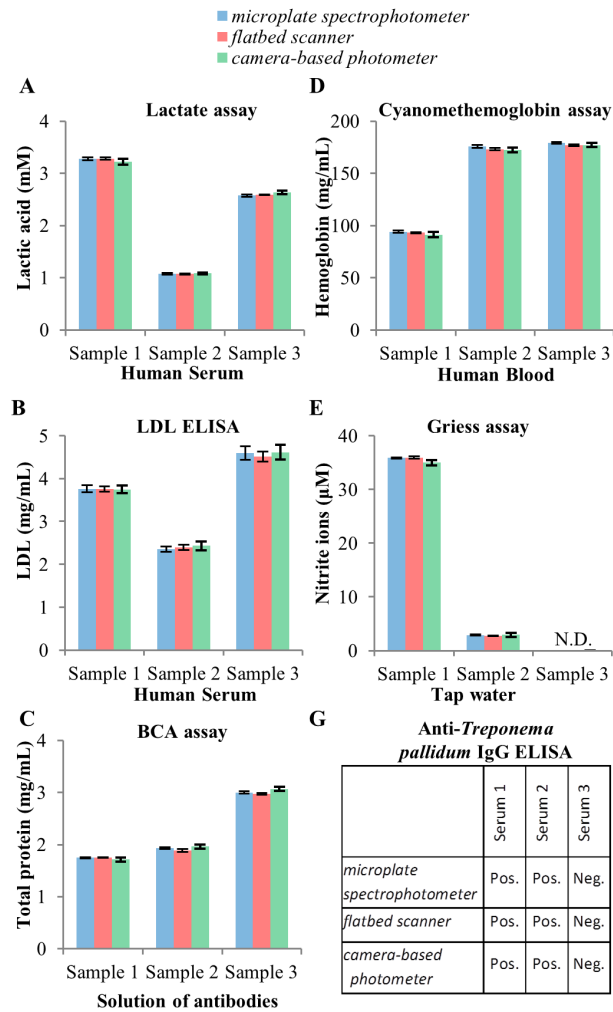 microplate spectrophotometer
flatbed scanner
camera-based photometer
A
Lactate assay
Lactic acid (mM)
4
3
2
1
0
Sample 1 Sample 2 Sample 3
Human Serum
B
LDL ELISA
LDL (mg/mL)
5
4
3
2
1
0
Sample 1 Sample 2 Sample 3
Human Serum
C
BCA assay
Total protein (mg/mL)
4
3
2
1
0
Sample 1 Sample 2 Sample 3
Solution of antibodies
D
Cyanomethemoglobin assay
Hemoglobin (mg/mL)
200
150
100
50
0
Sample 1 Sample 2 Sample 3
Human Blood
E
Griess assay
Nitrite ions (µM)
40
30
20
10
0
N.D.
Sample 1 Sample 2 Sample 3
Tap water
G
Anti-Treponema
pallidum IgG ELISA
Serum 1 Serum 2 Serum 3
microplate
spectrophotometer Pos. Pos. Neg.
flatbed scanner Pos. Pos. Neg.
camera-based
photometer Pos. Pos. Neg.